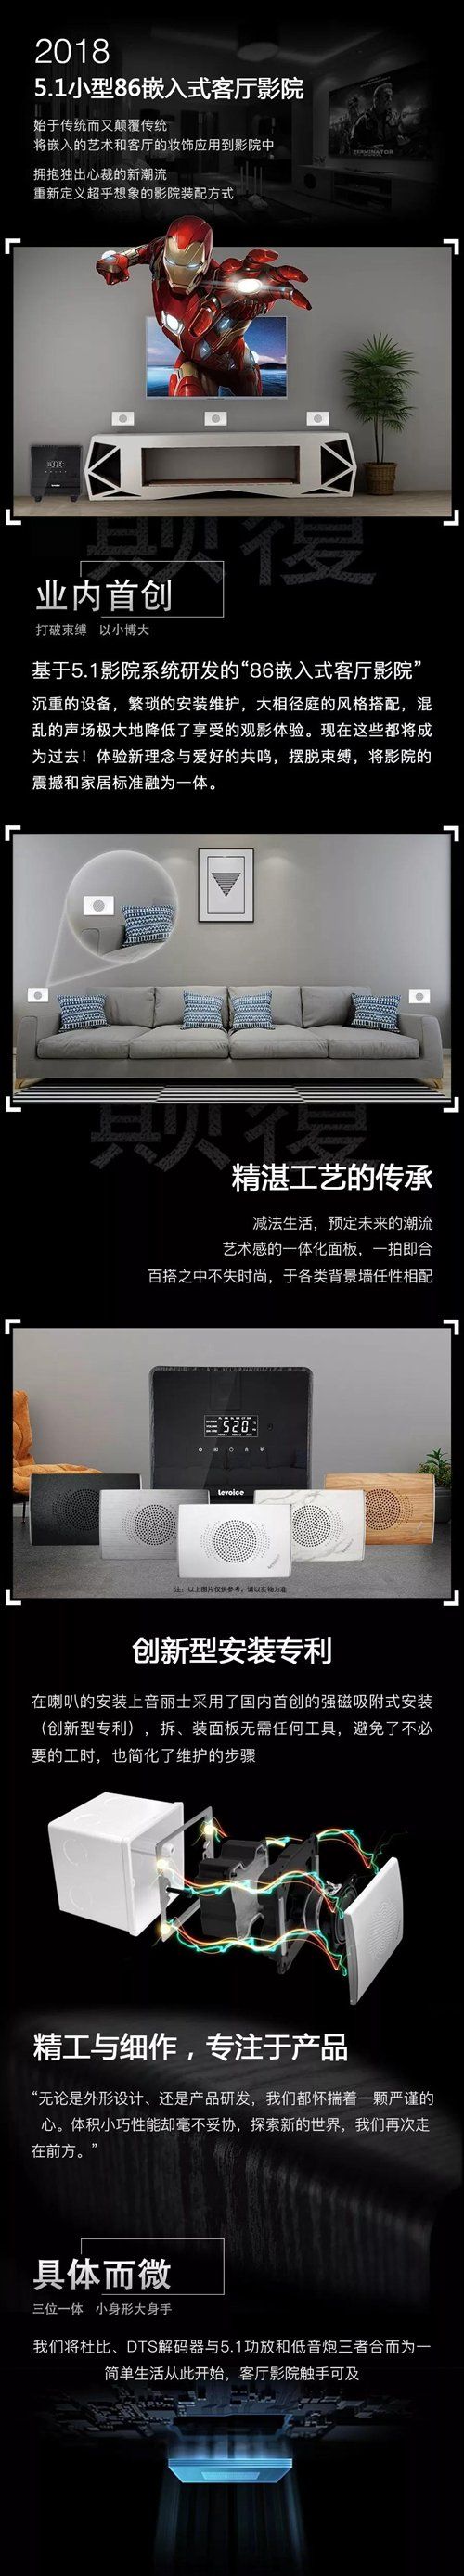 2018
5.1小型86嵌入式客厅影院
始于传统而又颠覆传统
将嵌入的艺术和客厅的妆饰应用到影院中
拥抱独出心裁的新潮流
重新定义超乎想象的影院装配方式
TERMINATOR
颠覆
业内首创
打破束缚 以小博大
基于5.1影院系统研发的“86嵌入式客厅影院”
沉重的设备，繁琐的安装维护，大相径庭的风格搭配，混
乱的声场极大地降低了享受的观影体验。现在这些都将成
为过去！体验新理念与爱好的共鸣，摆脱束缚，将影院的
震撼和家居标准融为一体。
颠覆
精湛工艺的传承
减法生活，预定未来的潮流
艺术感的一体化面板，一拍即合
百搭之中不失时尚，于各类背景墙任性相配
520
levoice
注：以上图片仅供参考，请以实物为准
创新型安装专利
在喇叭的安装上音丽士采用了国内首创的强磁吸附式安装
（创新型专利），拆、装面板无需任何工具，避免了不必
要的工时，也简化了维护的步骤
精工与细作，专注于产品
“无论是外形设计、还是产品研发，我们都怀揣着一颗严谨的
心。体积小巧性能却毫不妥协，探索新的世界，我们再次走
在前方。”
具体而微
三位一体 小身形大身手
我们将杜比、DTS解码器与5.1功放和低音炮三者合而为一
简单生活从此开始，客厅影院触手可及